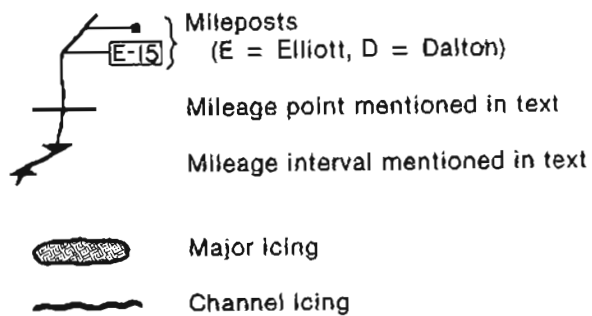 Mileposts
E-15
(E = Elliott, D = Dalton)
Mileage point mentioned in text
Mileage interval mentioned in text
Major icing
Channel icing